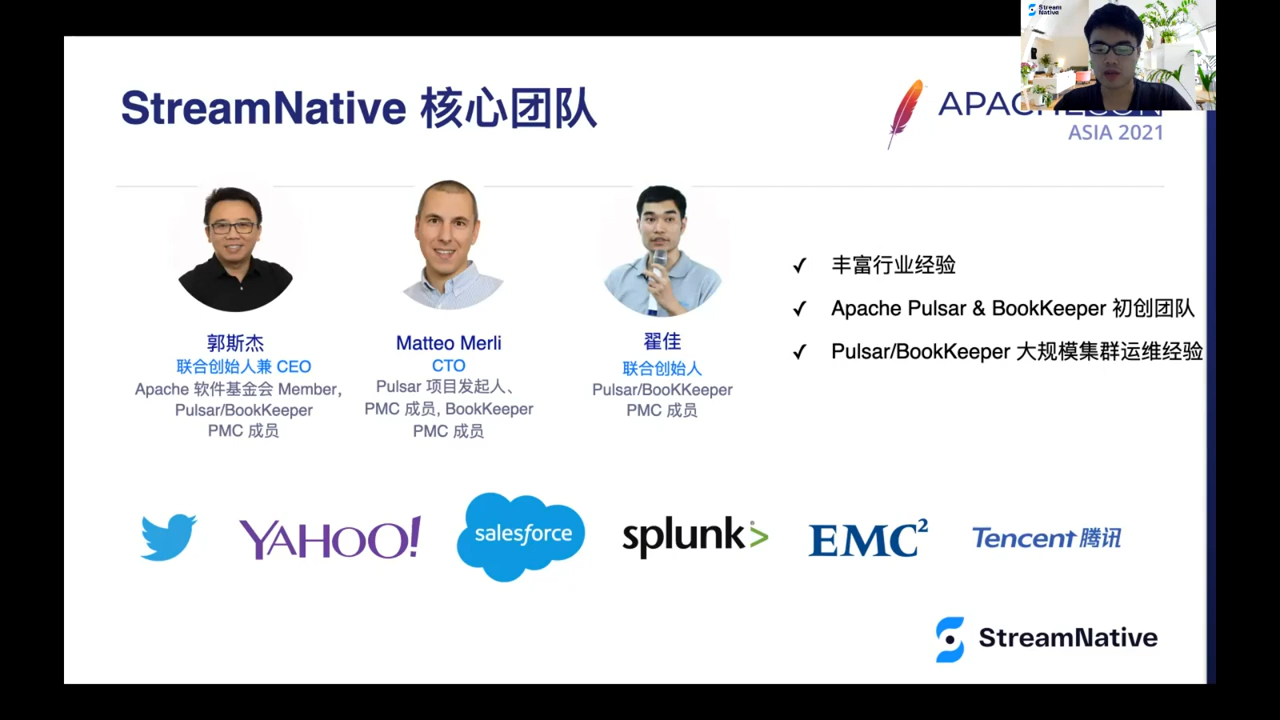 Stream
Native
StreamNative 核心团队
ASIA 2021
郭斯杰
联合创始人兼 CEO
Apache 软件基金会 Member,
Pulsar/BookKeeper
PMC 成员
Matteo Merli
CTO
Pulsar 项目发起人、
PMC 成员, BookKeeper
PMC 成员
翟佳
联合创始人
Pulsar/BooKKeeper
PMC 成员
✓ 丰富行业经验
✓ Apache Pulsar & BookKeeper 初创团队
✓ Pulsar/BookKeeper 大规模集群运维经验
YAHOO!
salesforce
splunk>
EMC²
Tencent 腾讯
StreamNative